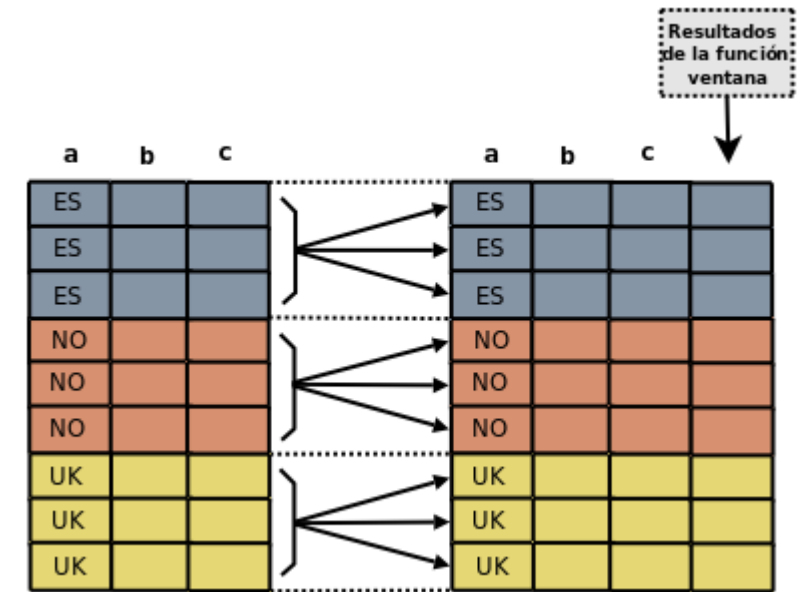 Resultados
de la función
ventana
a b c a b c
ES ES
ES ES
ES ES
NO NO
NO NO
NO NO
UK UK
UK UK
UK UK